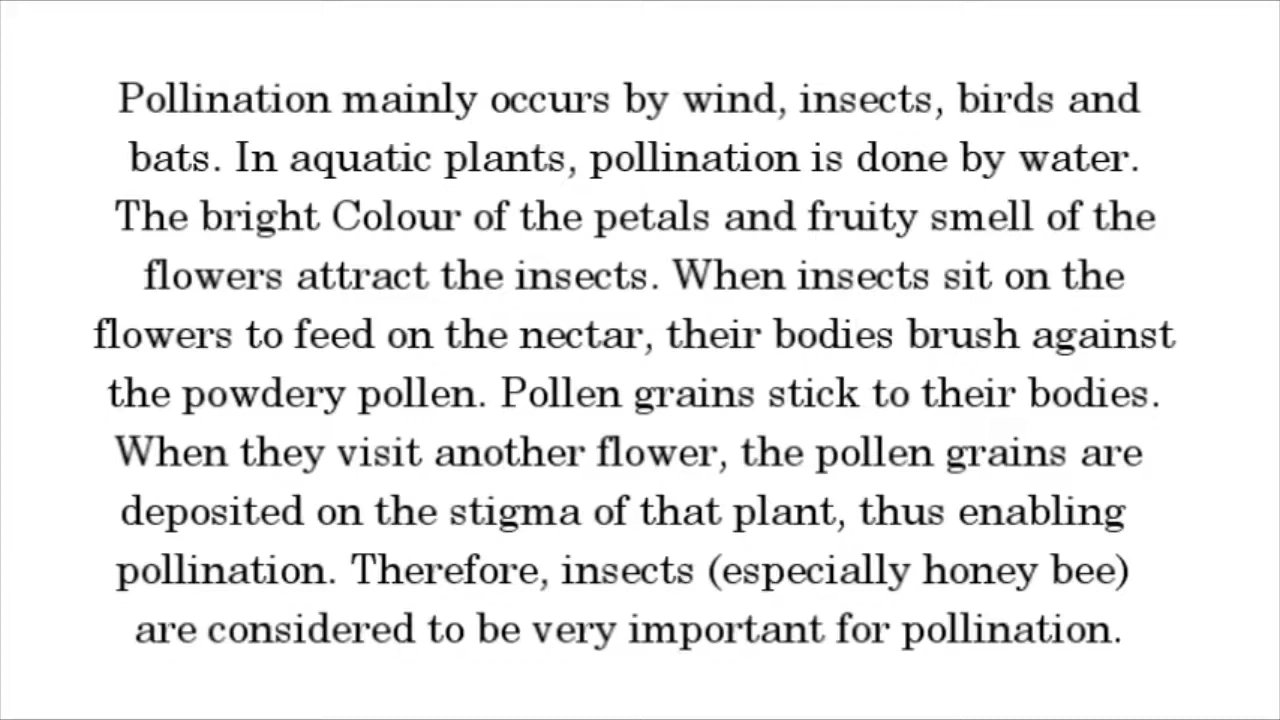 Pollination mainly occurs by wind, insects, birds and
bats. In aquatic plants, pollination is done by water.
The bright Colour of the petals and fruity smell of the
flowers attract the insects. When insects sit on the
flowers to feed on the nectar, their bodies brush against
the powdery pollen. Pollen grains stick to their bodies.
When they visit another flower, the pollen grains are
deposited on the stigma of that plant, thus enabling
pollination. Therefore, insects (especially honey bee)
are considered to be very important for pollination.